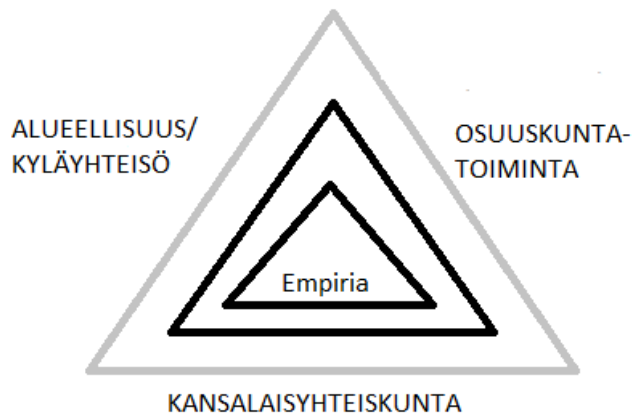 ALUEELLISUUS/
KYLÄYHTEISÖ
OSUUSKUNTA-
TOIMINTA
Empiria
KANSALAISYHTEISKUNTA